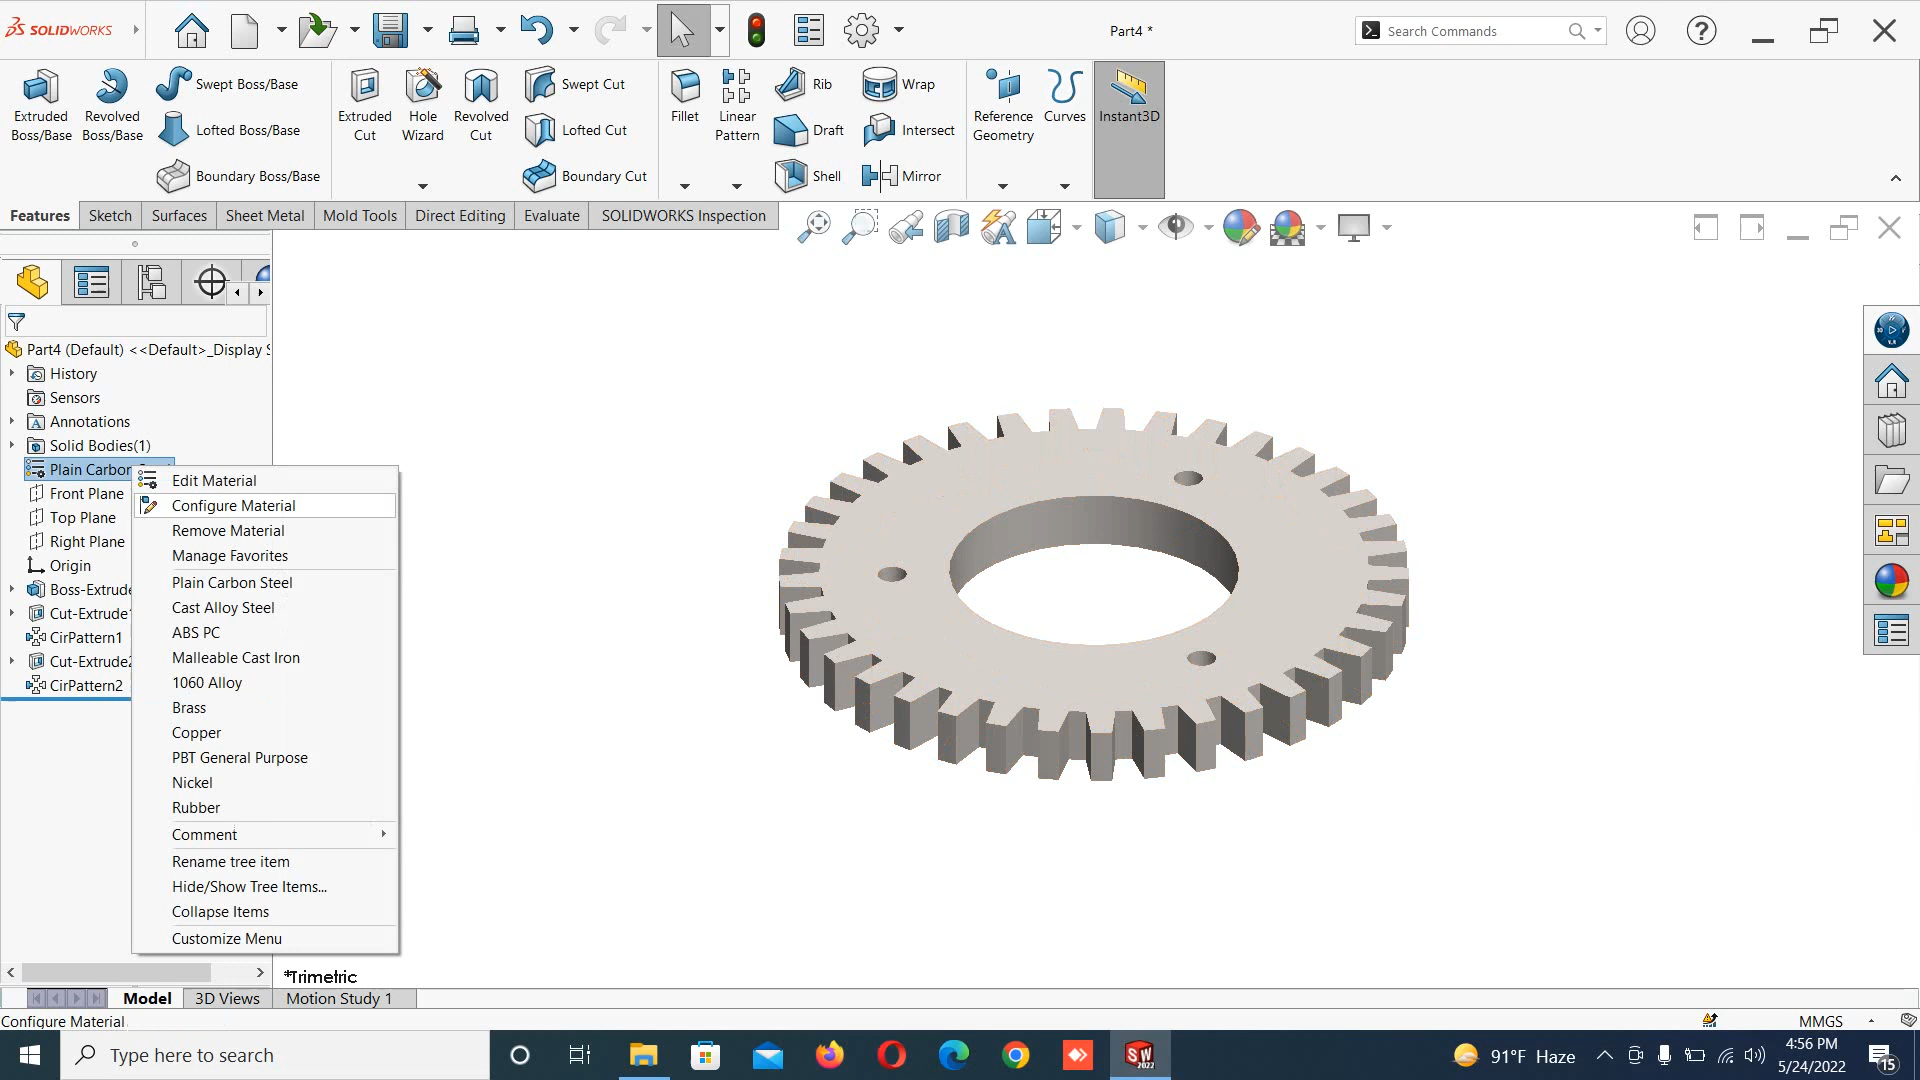 SOLIDWORKS
Part4 *
Search Commands
Extruded Boss/Base
Revolved Boss/Base
Swept Boss/Base
Lofted Boss/Base
Boundary Boss/Base
Extruded Cut
Hole Wizard
Revolved Cut
Swept Cut
Lofted Cut
Boundary Cut
Fillet
Linear Pattern
Rib
Draft
Shell
Wrap
Intersect
Mirror
Reference Geometry
Curves
Instant3D
Features
Sketch
Surfaces
Sheet Metal
Mold Tools
Direct Editing
Evaluate
SOLIDWORKS Inspection
Part4 (Default) <<Default>_Display S
History
Sensors
Annotations
Solid Bodies(1)
Plain Carbon
Front Plane
Top Plane
Right Plane
Origin
Boss-Extrude
Cut-Extrude1
CirPattern1
Cut-Extrude2
CirPattern2
Edit Material
Configure Material
Remove Material
Manage Favorites
Plain Carbon Steel
Cast Alloy Steel
ABS PC
Malleable Cast Iron
1060 Alloy
Brass
Copper
PBT General Purpose
Nickel
Rubber
Comment
Rename tree item
Hide/Show Tree Items...
Collapse Items
Customize Menu
*Trimetric
Model
3D Views
Motion Study 1
Configure Material
MMGS
Type here to search
SW
2022
91°F Haze
4:56 PM
5/24/2022
15